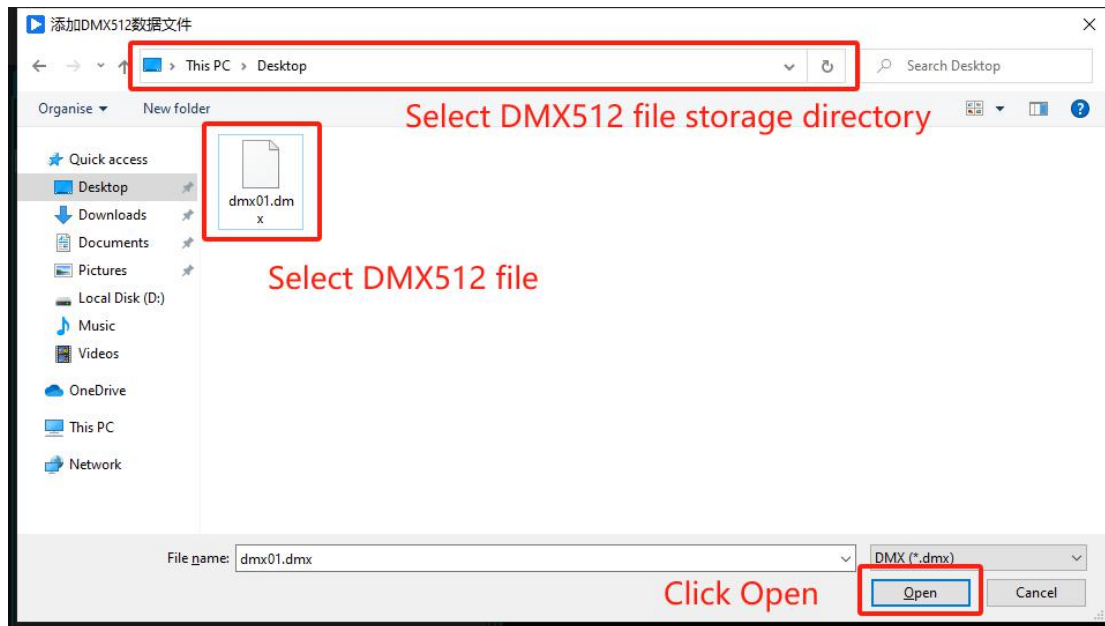 添加DMX512数据文件
This PC > Desktop
Search Desktop
Organise
New folder
Select DMX512 file storage directory
Quick access
Desktop
Downloads
Documents
Pictures
Local Disk (D:)
Music
Videos
OneDrive
This PC
Network
dmx01.dm
x
Select DMX512 file
File name:
dmx01.dmx
DMX (*.dmx)
Click Open
Open
Cancel